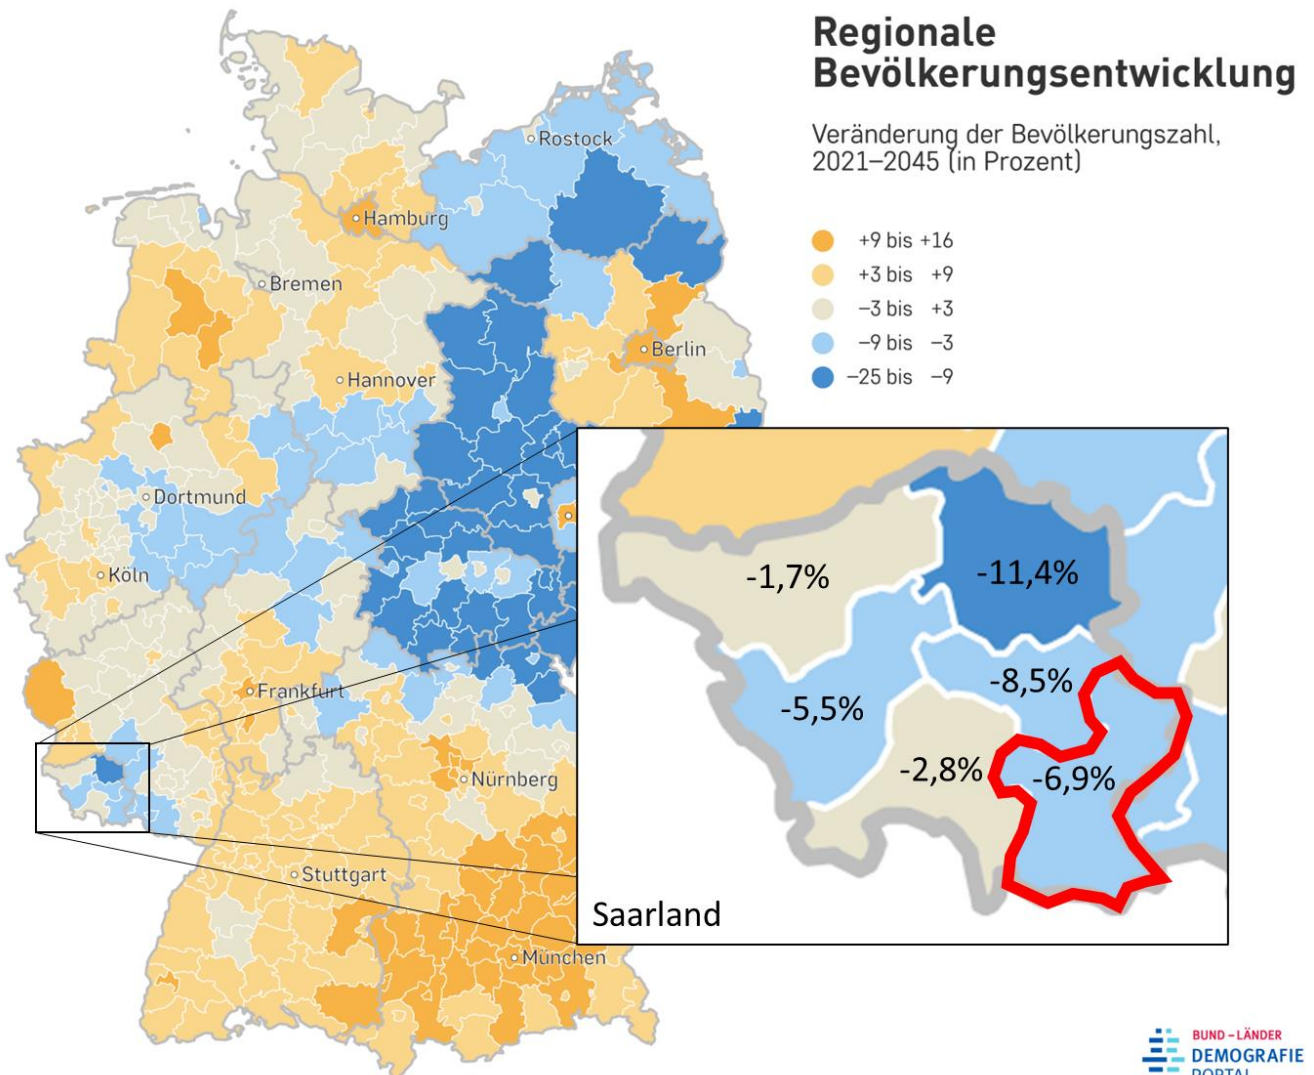 Regionale
Bevölkerungsentwicklung
Veränderung der Bevölkerungszahl,
2021–2045 (in Prozent)
+9 bis +16
+3 bis +9
−3 bis +3
−9 bis −3
−25 bis −9
Rostock
Hamburg
Bremen
Berlin
Hannover
Dortmund
Köln
Frankfurt
Nürnberg
Stuttgart
München
-1,7%
-11,4%
-8,5%
-5,5%
-2,8%
-6,9%
Saarland
BUND – LÄNDER
DEMOGRAFIE
PORTAL